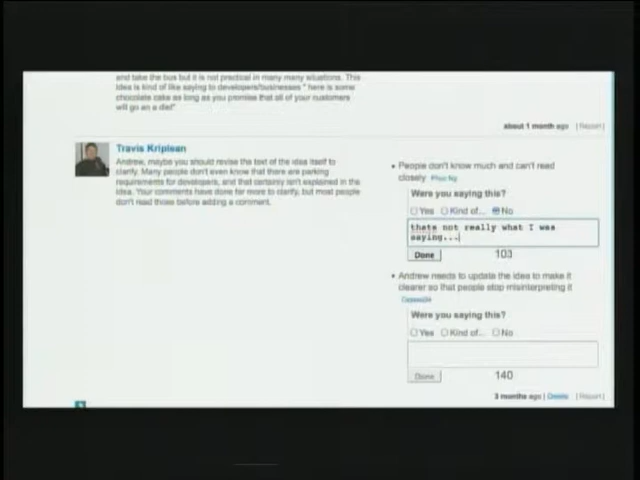 and take the bus but it is not practical in many many situations. This
idea is kind of like saying to developers/businesses " here is some
chocolate cake as long as you promise that all of your customers
will go on a diet"
about 1 month ago | [Report]
Travis Kriplean
Andrew, maybe you should revise the text of the idea itself to
clarify. Many people don't even know that there are parking
requirements for developers, and that certainly isn't explained in the
idea. Your comments have done far more to clarify, but most people
don't read those before adding a comment.
• People don't know much and can't read
closely
Were you saying this?
Yes Kind of... No
thats not really what I was
saying...
Done 103
• Andrew needs to update the idea to make it
clearer so that people stop misinterpreting it
Were you saying this?
Yes Kind of... No
Done 140
3 months ago | Delete [Report]